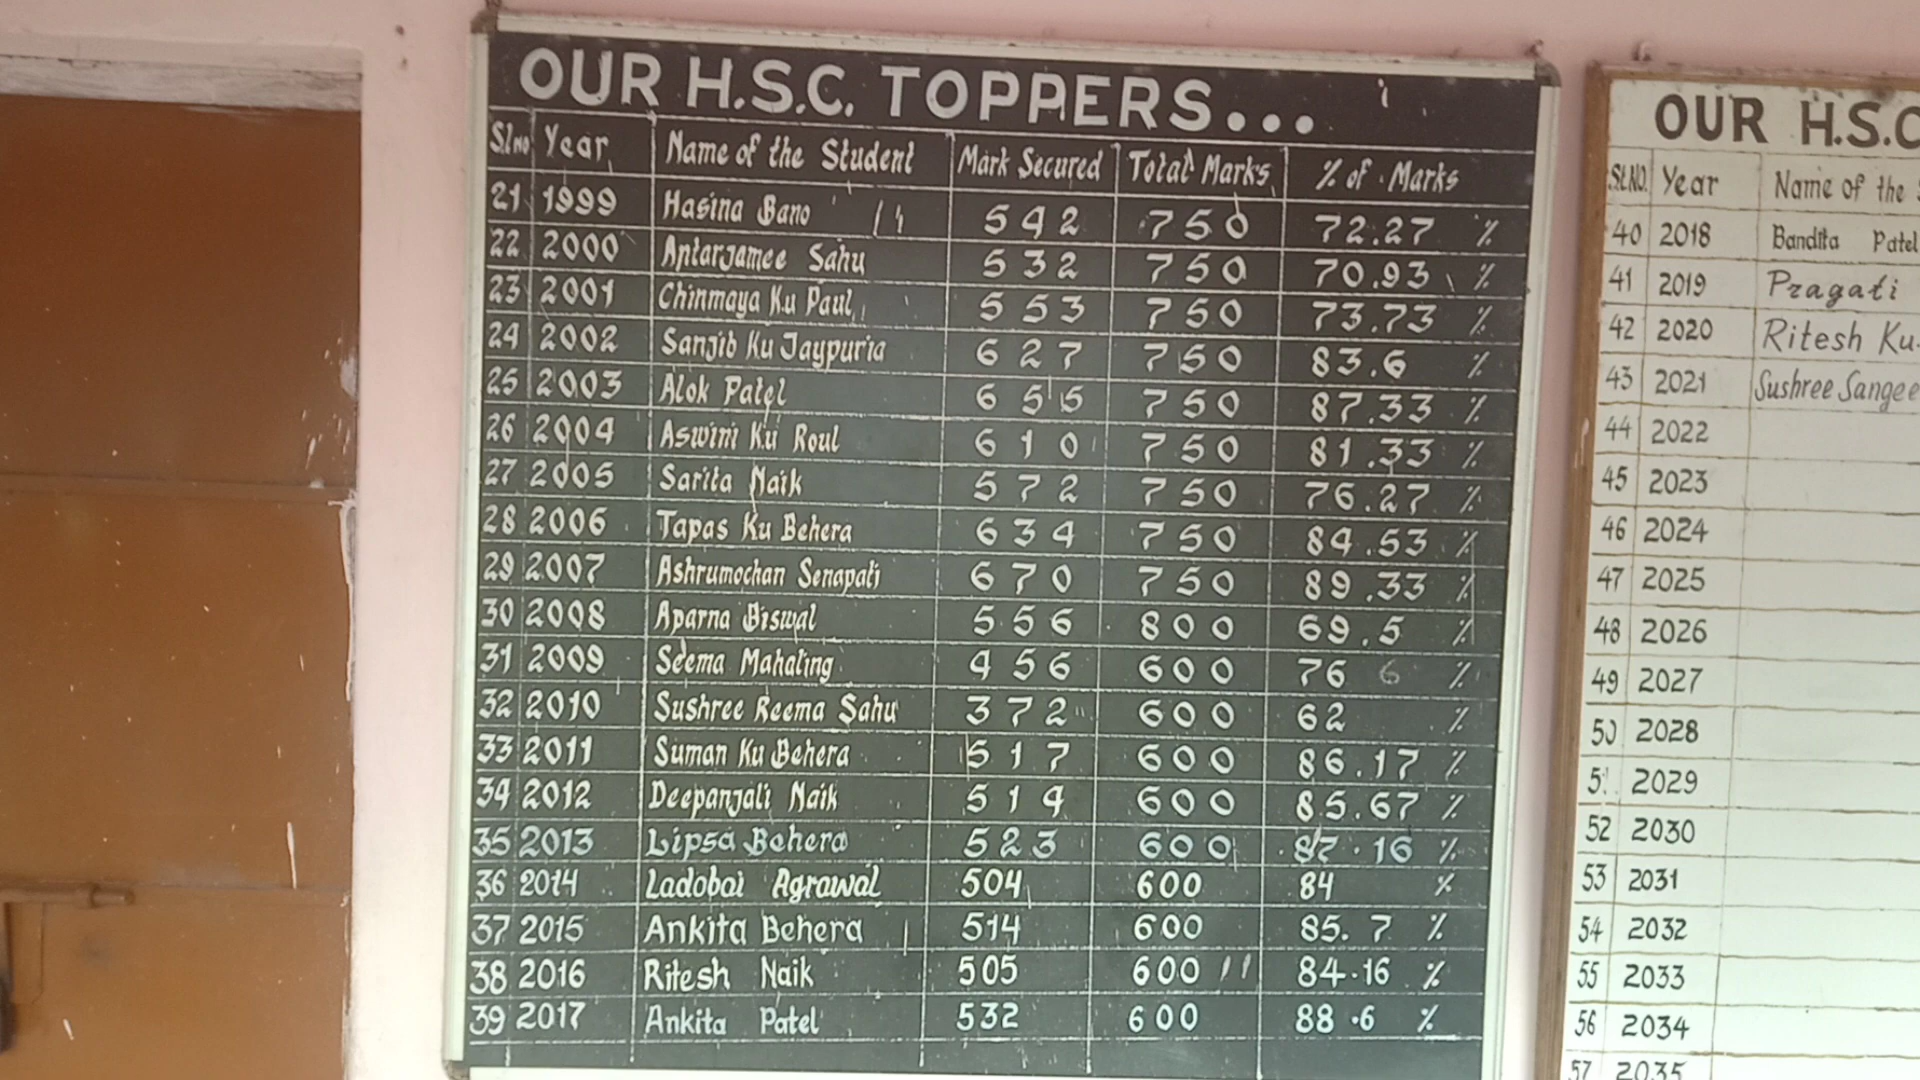 OUR H.S.C. TOPPERS...
Sl.no Year Name of the Student Mark Secured Total Marks % of Marks
21 1999 Hasina Bano 542 750 72.27 %
22 2000 Antarjamee Sahu 532 750 70.93 %
23 2001 Chinmaya Ku Paul 553 750 73.73 %
24 2002 Sanjib Ku Jaypuria 627 750 83.6 %
25 2003 Alok Patel 655 750 87.33 %
26 2004 Aswini Ku Roul 610 750 81.33 %
27 2005 Sarita Naik 572 750 76.27 %
28 2006 Tapas Ku Behera 634 750 84.53 %
29 2007 Ashrumochan Senapati 670 750 89.33 %
30 2008 Aparna Biswal 556 800 69.5 %
31 2009 Seema Mahaling 456 600 76 %
32 2010 Sushree Reema Sahu 372 600 62 %
33 2011 Suman Ku Behera 517 600 86.17 %
34 2012 Deepanjali Naik 514 600 85.67 %
35 2013 Lipsa Behera 523 600 87.16 %
36 2014 Ladobai Agrawal 504 600 84 %
37 2015 Ankita Behera 514 600 85.7 %
38 2016 Ritesh Naik 505 600 84.16 %
39 2017 Ankita Patel 532 600 88.6 %
OUR H.S.C
SL.NO. Year Name of the
40 2018 Bandita Patel
41 2019 Pragati
42 2020 Ritesh Ku.
43 2021 Sushree Sangee
44 2022
45 2023
46 2024
47 2025
48 2026
49 2027
50 2028
51 2029
52 2030
53 2031
54 2032
55 2033
56 2034
57 2035